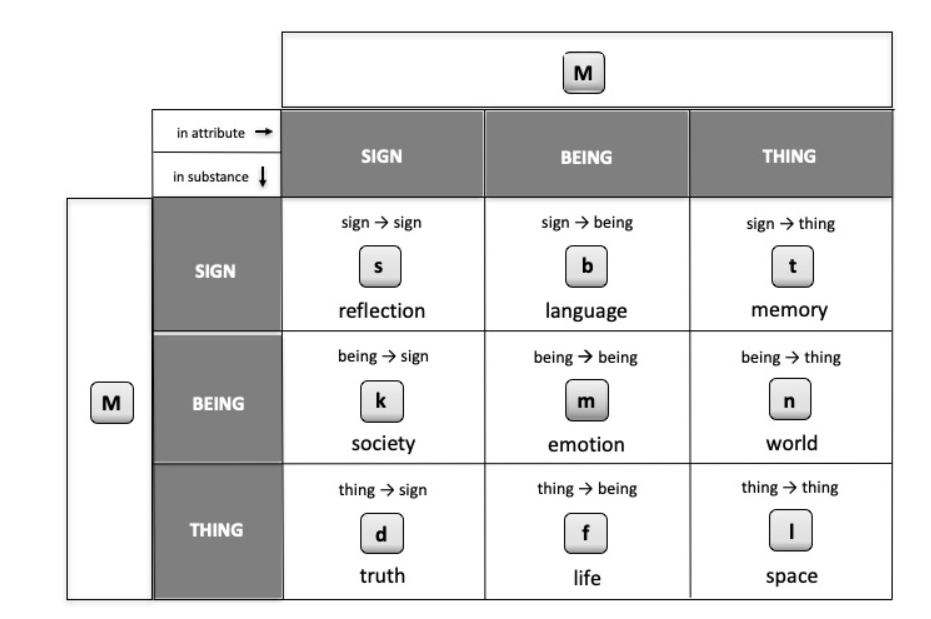 M
in attribute →
in substance ↓
SIGN BEING THING
sign → sign sign → being sign → thing
SIGN s b t
reflection language memory
being → sign being → being being → thing
M BEING k m n
society emotion world
thing → sign thing → being thing → thing
THING d f l
truth life space